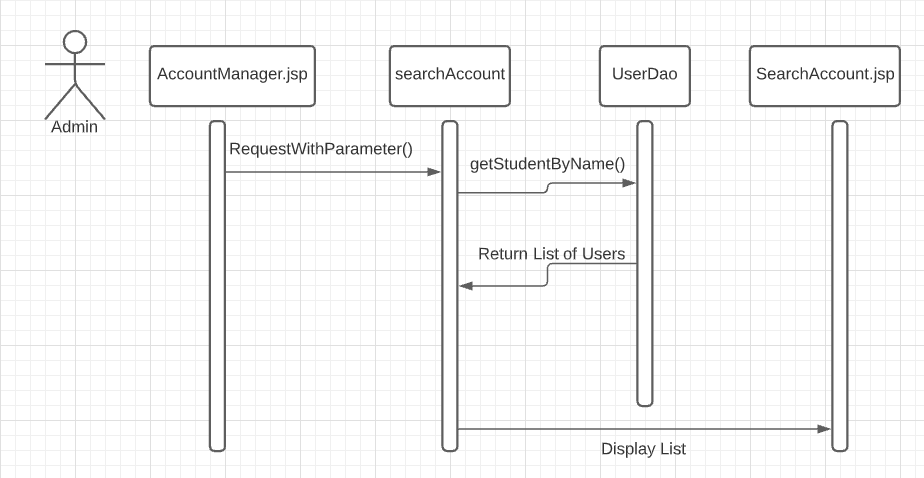 AccountManager.jsp
searchAccount
UserDao
SearchAccount.jsp
Admin
RequestWithParameter()
getStudentByName()
Return List of Users
Display List